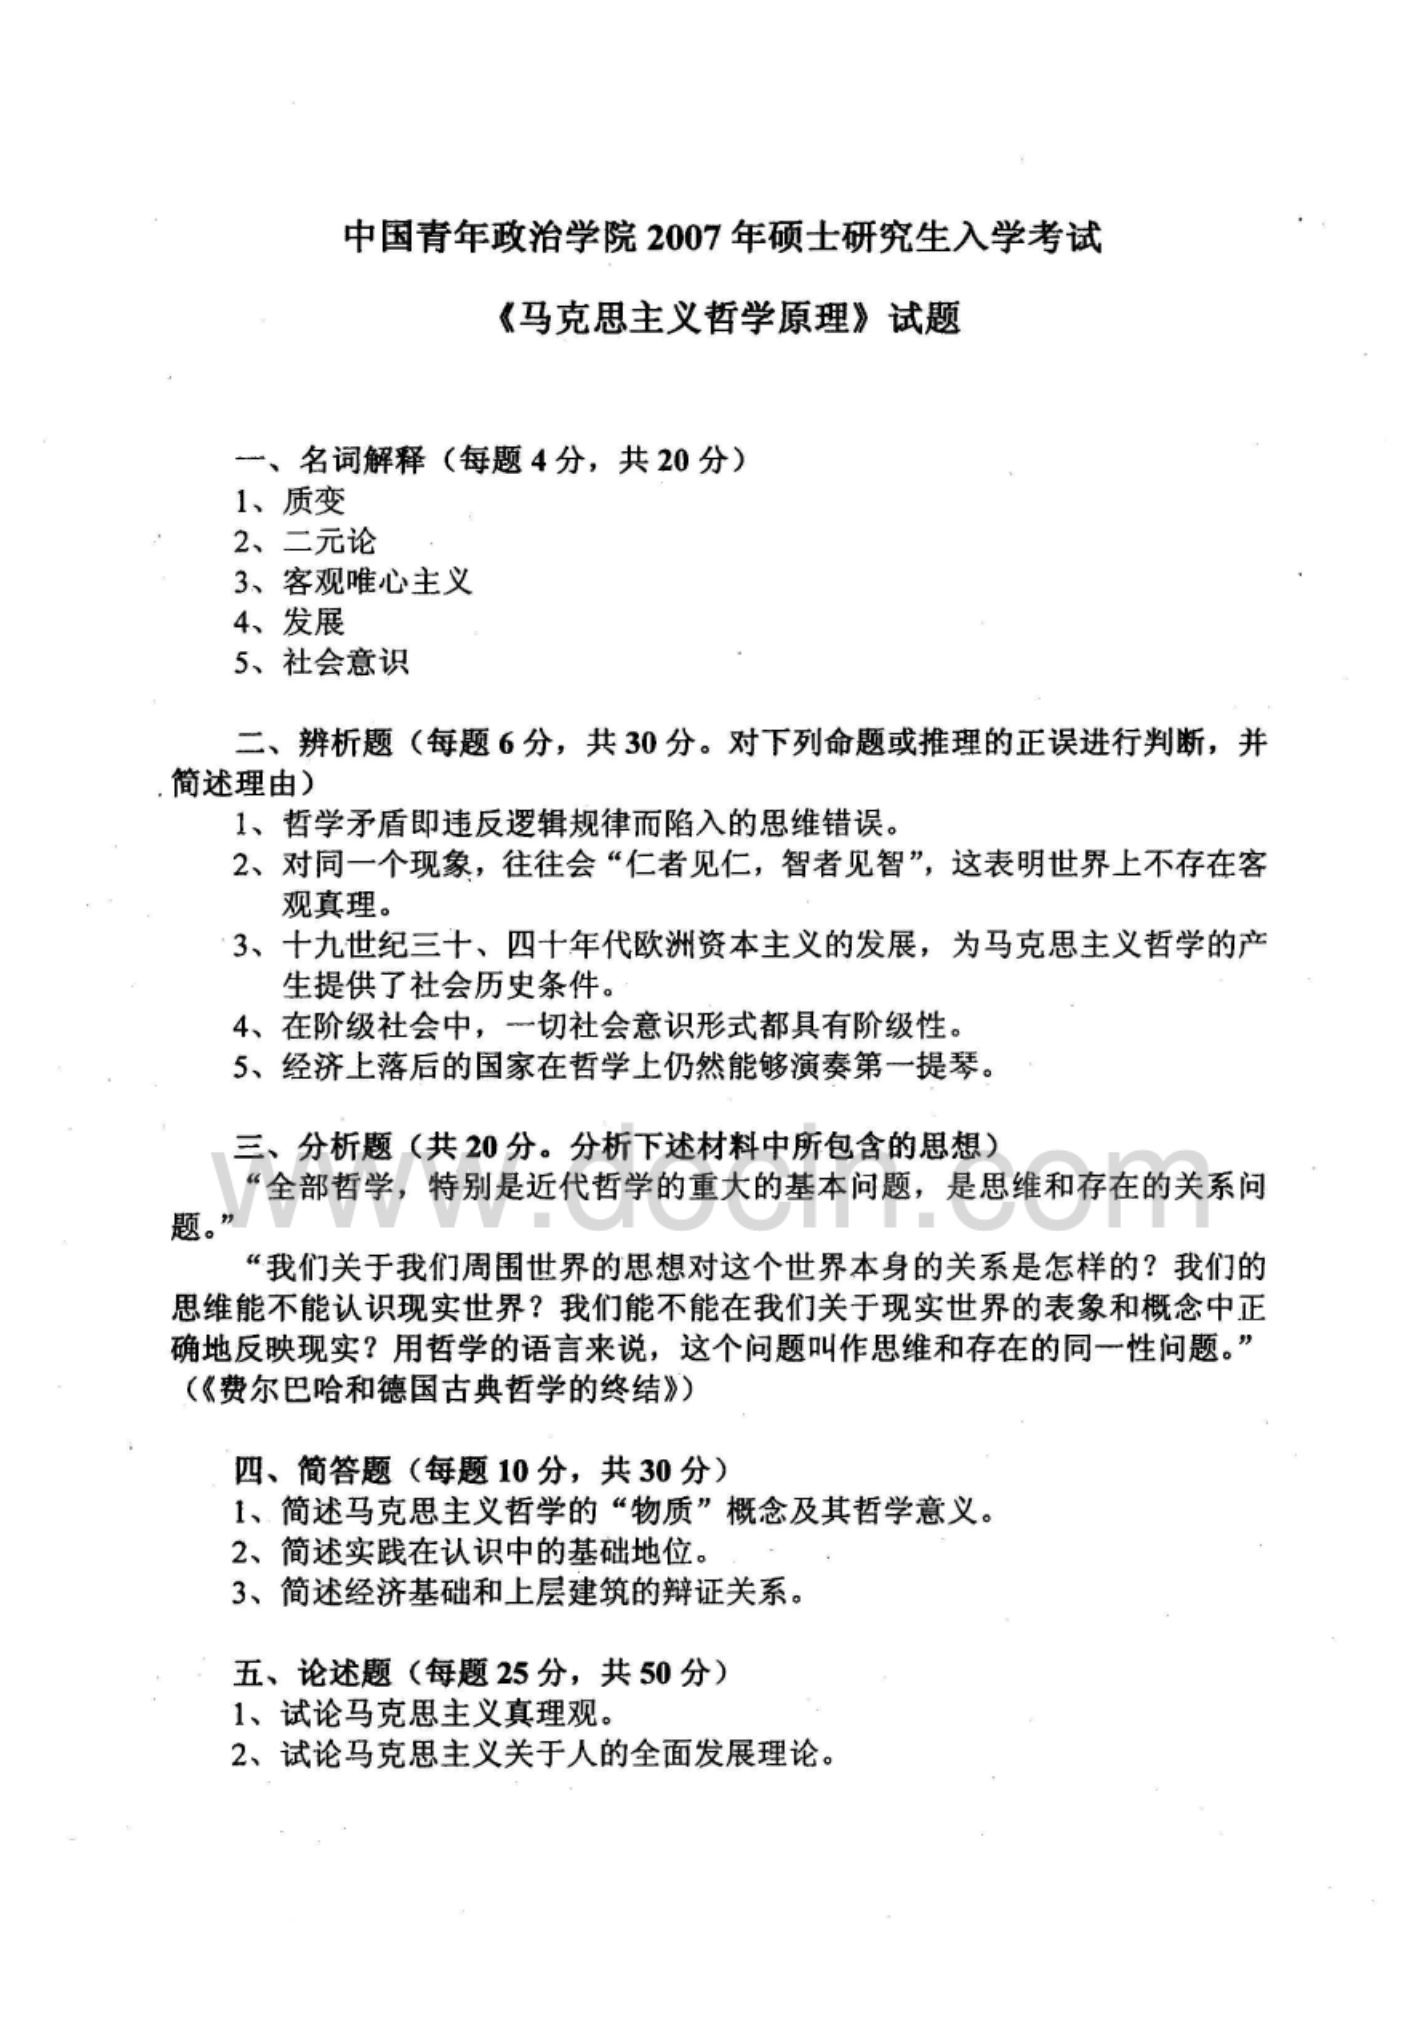 中国青年政治学院 2007 年硕士研究生入学考试
《马克思主义哲学原理》试题
一、名词解释（每题 4 分，共 20 分）
1、质变
2、二元论
3、客观唯心主义
4、发展
5、社会意识
二、辨析题（每题 6 分，共 30 分。对下列命题或推理的正误进行判断，并
简述理由）
1、哲学矛盾即违反逻辑规律而陷入的思维错误。
2、对同一个现象，往往会“仁者见仁，智者见智”，这表明世界上不存在客
观真理。
3、十九世纪三十、四十年代欧洲资本主义的发展，为马克思主义哲学的产
生提供了社会历史条件。
4、在阶级社会中，一切社会意识形式都具有阶级性。
5、经济上落后的国家在哲学上仍然能够演奏第一提琴。
三、分析题（共 20 分。分析下述材料中所包含的思想）
“全部哲学，特别是近代哲学的重大的基本问题，是思维和存在的关系问
题。”
www.docin.com
“我们关于我们周围世界的思想对这个世界本身的关系是怎样的？我们的
思维能不能认识现实世界？我们能不能在我们关于现实世界的表象和概念中正
确地反映现实？用哲学的语言来说，这个问题叫作思维和存在的同一性问题。”
（《费尔巴哈和德国古典哲学的终结》）
四、简答题（每题 10 分，共 30 分）
1、简述马克思主义哲学的“物质”概念及其哲学意义。
2、简述实践在认识中的基础地位。
3、简述经济基础和上层建筑的辩证关系。
五、论述题（每题 25 分，共 50 分）
1、试论马克思主义真理观。
2、试论马克思主义关于人的全面发展理论。